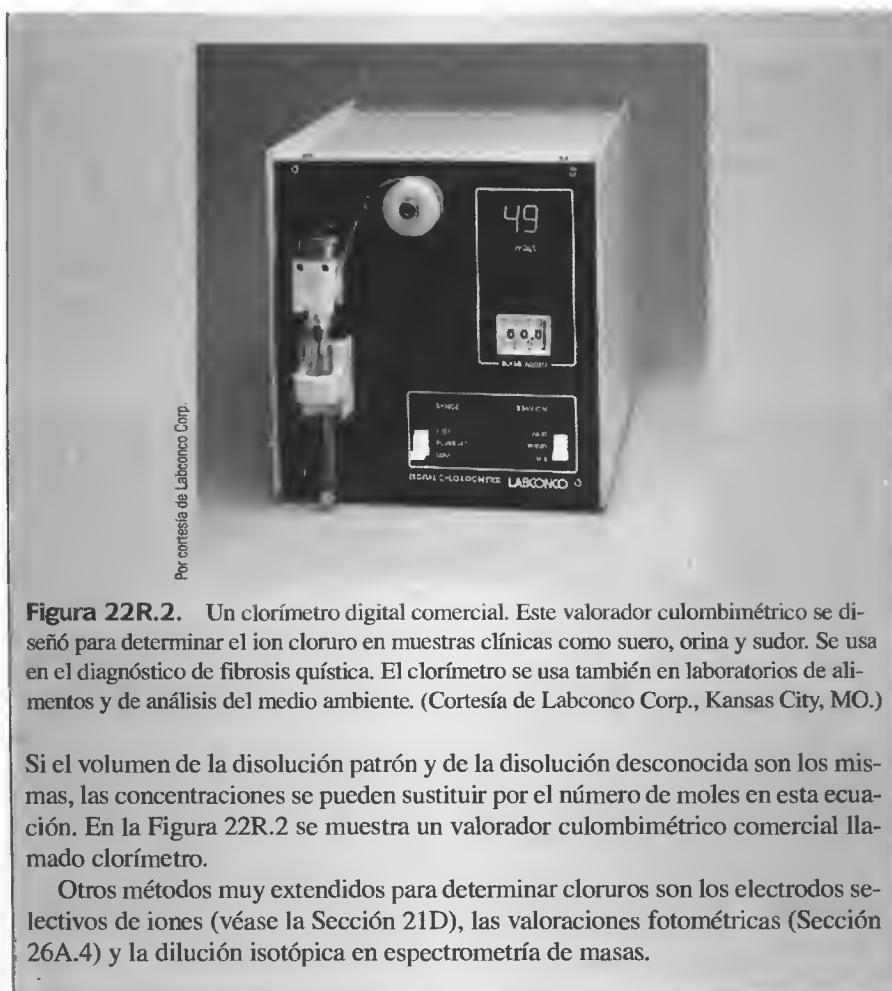 49
00.0
RANGE
DIGITAL CHLORIDOMETER LABCONCO
Por cortesía de Labconco Corp.
Figura 22R.2. Un clorímetro digital comercial. Este valorador culombimétrico se di-
señó para determinar el ion cloruro en muestras clínicas como suero, orina y sudor. Se usa
en el diagnóstico de fibrosis quística. El clorímetro se usa también en laboratorios de ali-
mentos y de análisis del medio ambiente. (Cortesía de Labconco Corp., Kansas City, MO.)
Si el volumen de la disolución patrón y de la disolución desconocida son los mis-
mas, las concentraciones se pueden sustituir por el número de moles en esta ecua-
ción. En la Figura 22R.2 se muestra un valorador culombimétrico comercial lla-
mado clorímetro.
Otros métodos muy extendidos para determinar cloruros son los electrodos se-
lectivos de iones (véase la Sección 21D), las valoraciones fotométricas (Sección
26A.4) y la dilución isotópica en espectrometría de masas.